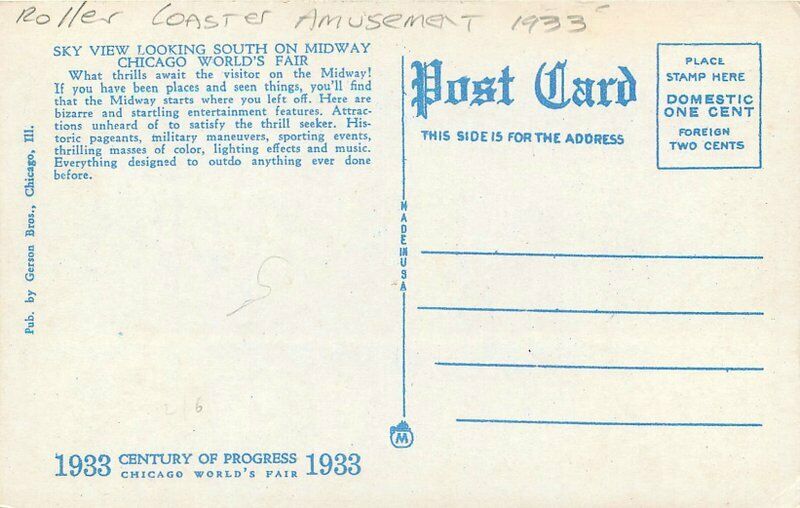 Roller Coaster Amusement 1933
SKY VIEW LOOKING SOUTH ON MIDWAY
CHICAGO WORLD'S FAIR
What thrills await the visitor on the Midway!
If you have been places and seen things, you'll find
that the Midway starts where you left off. Here are
bizarre and startling entertainment features. Attrac-
tions unheard of to satisfy the thrill seeker. His-
toric pageants, military maneuvers, sporting events,
thrilling masses of color, lighting effects and music.
Everything designed to outdo anything ever done
before.
Pub. by Gerson Bros., Chicago, Ill.
1933 CENTURY OF PROGRESS 1933
CHICAGO WORLD'S FAIR
MADE IN USA
M
Post Card
THIS SIDE IS FOR THE ADDRESS
PLACE
STAMP HERE
DOMESTIC
ONE CENT
FOREIGN
TWO CENTS